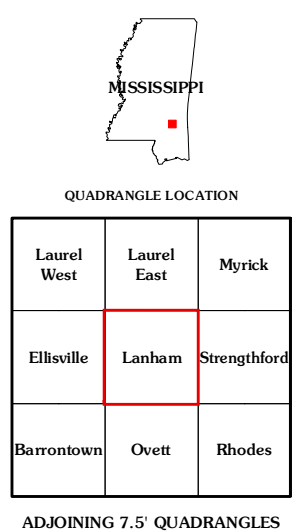 MISSISSIPPI
QUADRANGLE LOCATION
Laurel
West
Laurel
East
Myrick
Ellisville
Lanham
Strengthford
Barrontown
Ovett
Rhodes
ADJOINING 7.5' QUADRANGLES